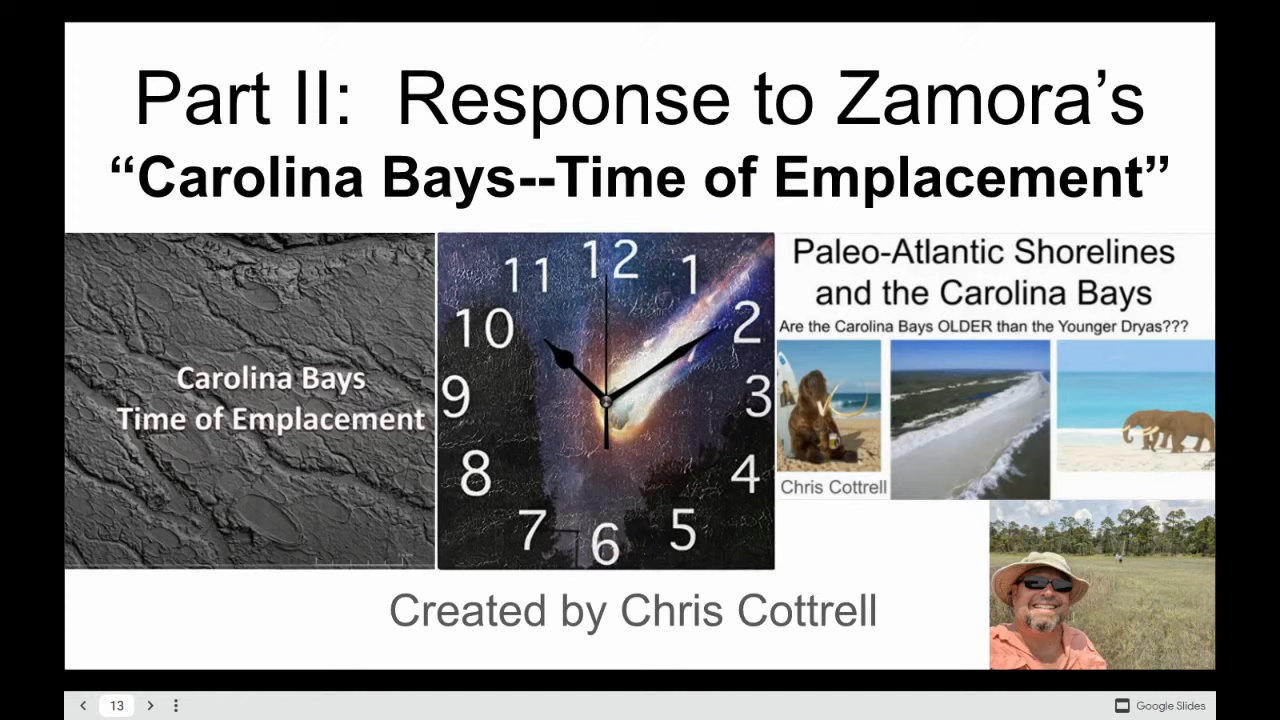 Part II: Response to Zamora's
“Carolina Bays--Time of Emplacement”
Carolina Bays
Time of Emplacement
12
11
1
10
2
9
3
8
4
7
6
5
Paleo-Atlantic Shorelines
and the Carolina Bays
Are the Carolina Bays OLDER than the Younger Dryas???
Chris Cottrell
Created by Chris Cottrell
13
Google Slides